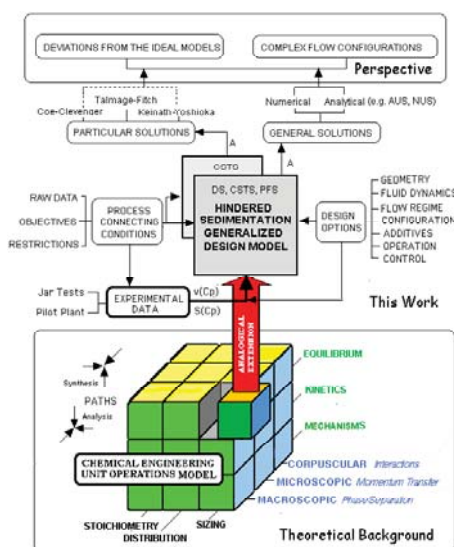 DEVIATIONS FROM THE IDEAL MODELS
COMPLEX FLOW CONFIGURATIONS
Perspective
Talmage-Fitch
Coe-Clevenger
Keinath-Yoshioka
Numerical
Analytical (e.g. AUS, NUS)
PARTICULAR SOLUTIONS
GENERAL SOLUTIONS
A
A
DS, CSTS, PFS
HINDERED
SEDIMENTATION
GENERALIZED
DESIGN MODEL
RAW DATA
OBJECTIVES
RESTRICTIONS
PROCESS
CONNECTING
CONDITIONS
DESIGN
OPTIONS
GEOMETRY
FLUID DYNAMICS
FLOW REGIME
CONFIGURATION
ADDITIVES
OPERATION
CONTROL
Jar Tests
Pilot Plant
EXPERIMENTAL
DATA
v(Cp)
S(Cp)
This Work
ANALOGICAL
EXTENSION
EQUILIBRIUM
KINETICS
MECHANISMS
Synthesis
PATHS
Analysis
CHEMICAL ENGINEERING
UNIT OPERATIONS MODEL
CORPUSCULAR Interactions
MICROSCOPIC Momentum Transfer
MACROSCOPIC Phase Separation
STOICHIOMETRY
DISTRIBUTION
SIZING
Theoretical Background